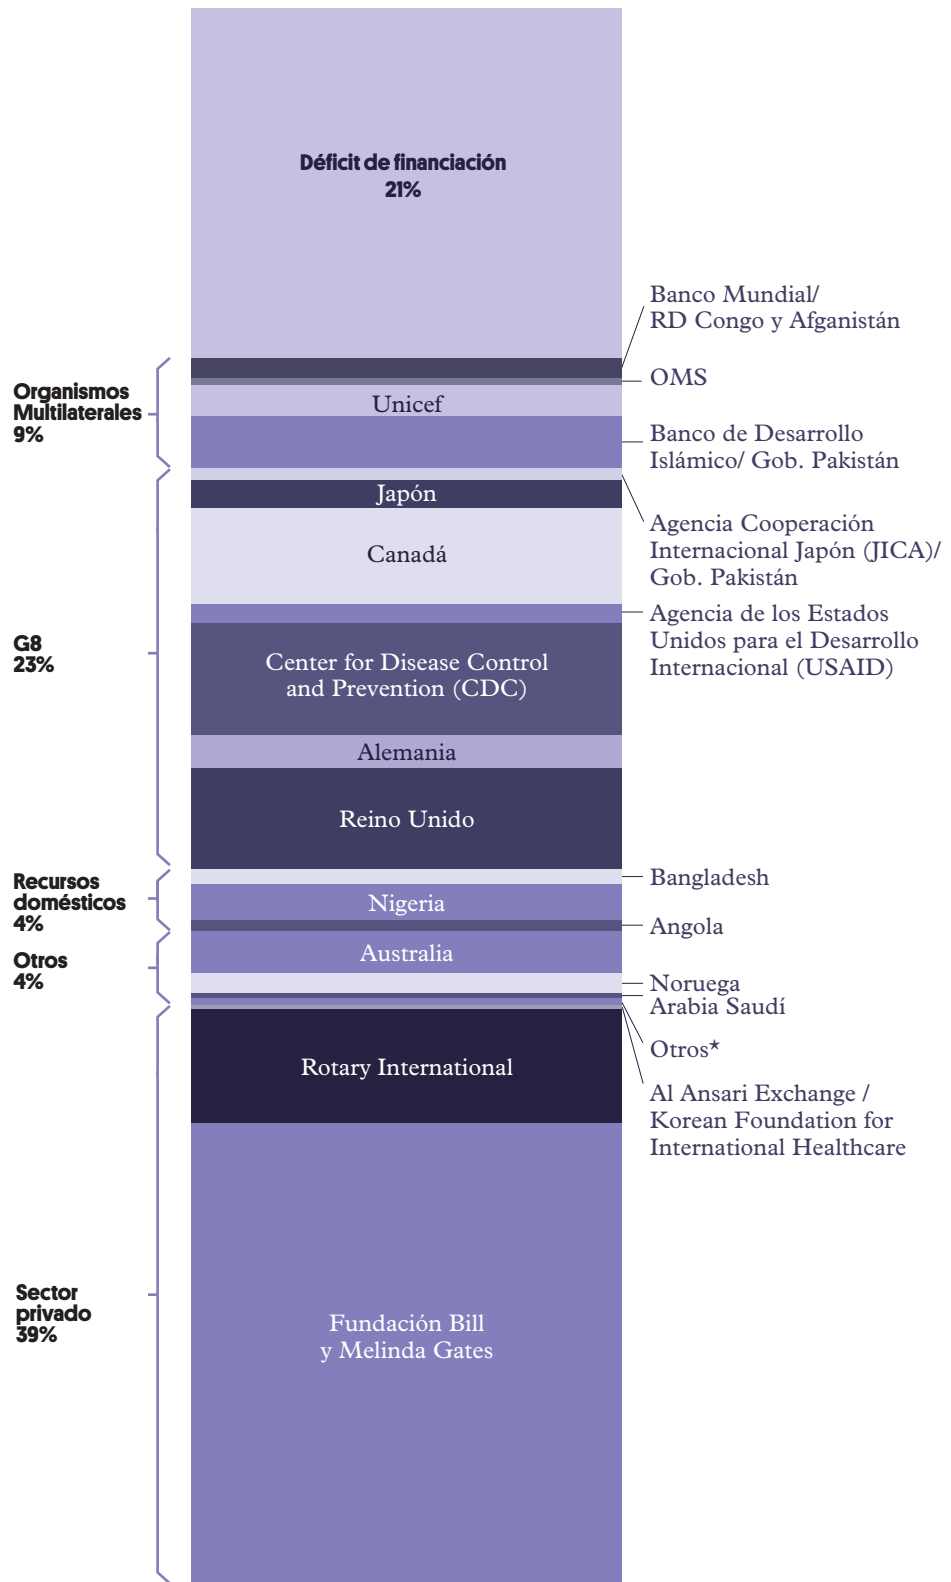 Déficit de financiación
21%
Banco Mundial/
RD Congo y Afganistán
Organismos
Multilaterales
9%
OMS
Unicef
Banco de Desarrollo
Islámico/ Gob. Pakistán
Agencia Cooperación
Internacional Japón (JICA)/
Gob. Pakistán
G8
23%
Japón
Canadá
Agencia de los Estados
Unidos para el Desarrollo
Internacional (USAID)
Center for Disease Control
and Prevention (CDC)
Alemania
Reino Unido
Recursos
domésticos
4%
Bangladesh
Nigeria
Angola
Otros
4%
Australia
Noruega
Arabia Saudí
Otros*
Al Ansari Exchange /
Korean Foundation for
International Healthcare
Sector
privado
39%
Rotary International
Fundación Bill
y Melinda Gates